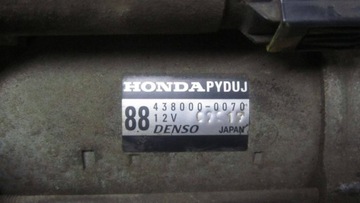 HONDA PYDUJ
88 438000-0070
12V
DENSO JAPAN